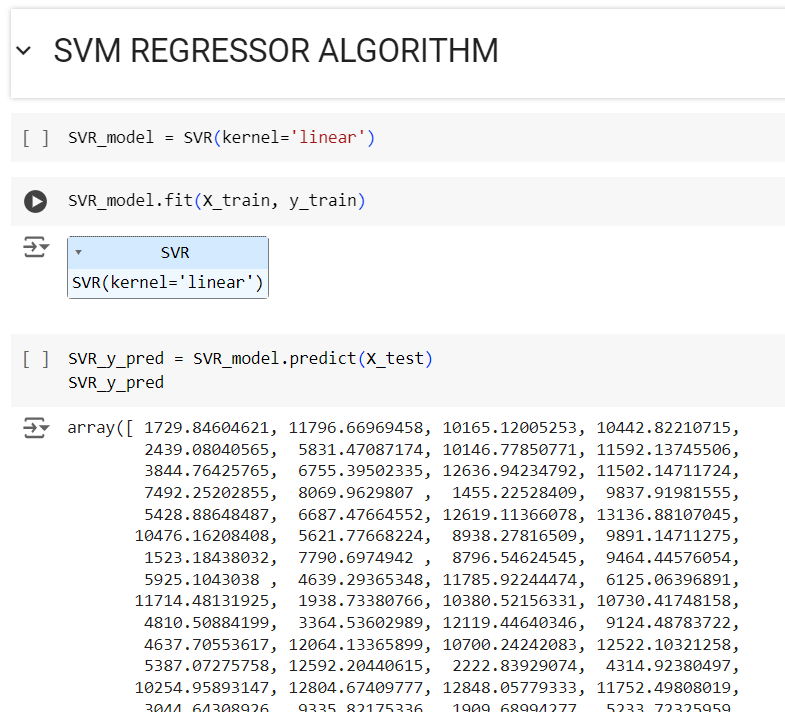 SVM REGRESSOR ALGORITHM
[ ] SVR_model = SVR(kernel='linear')
SVR_model.fit(X_train, y_train)
SVR
SVR(kernel='linear')
[ ] SVR_y_pred = SVR_model.predict(X_test)
SVR_y_pred
array([ 1729.84604621, 11796.66969458, 10165.12005253, 10442.82210715,
2439.08040565, 5831.47087174, 10146.77850771, 11592.13745506,
3844.76425765, 6755.39502335, 12636.94234792, 11502.14711724,
7492.25202855, 8069.9629807 , 1455.22528409, 9837.91981555,
5428.88648487, 6687.47664552, 12619.11366078, 13136.88107045,
10476.16208408, 5621.77668224, 8938.27816509, 9891.14711275,
1523.18438032, 7790.6974942 , 8796.54624545, 9464.44576054,
5925.1043038 , 4639.29365348, 11785.92244474, 6125.06396891,
11714.48131925, 1938.73380766, 10380.52156331, 10730.41748158,
4810.50884199, 3364.53602989, 12119.44640346, 9124.48783722,
4637.70553617, 12064.13365899, 10700.24242083, 12522.10321258,
5387.07275758, 12592.20440615, 2222.83929074, 4314.92380497,
10254.95893147, 12804.67409777, 12848.05779333, 11752.49808019,
3044.64308926, 9335.82175336, 1909.68994277, 5233.72325959,